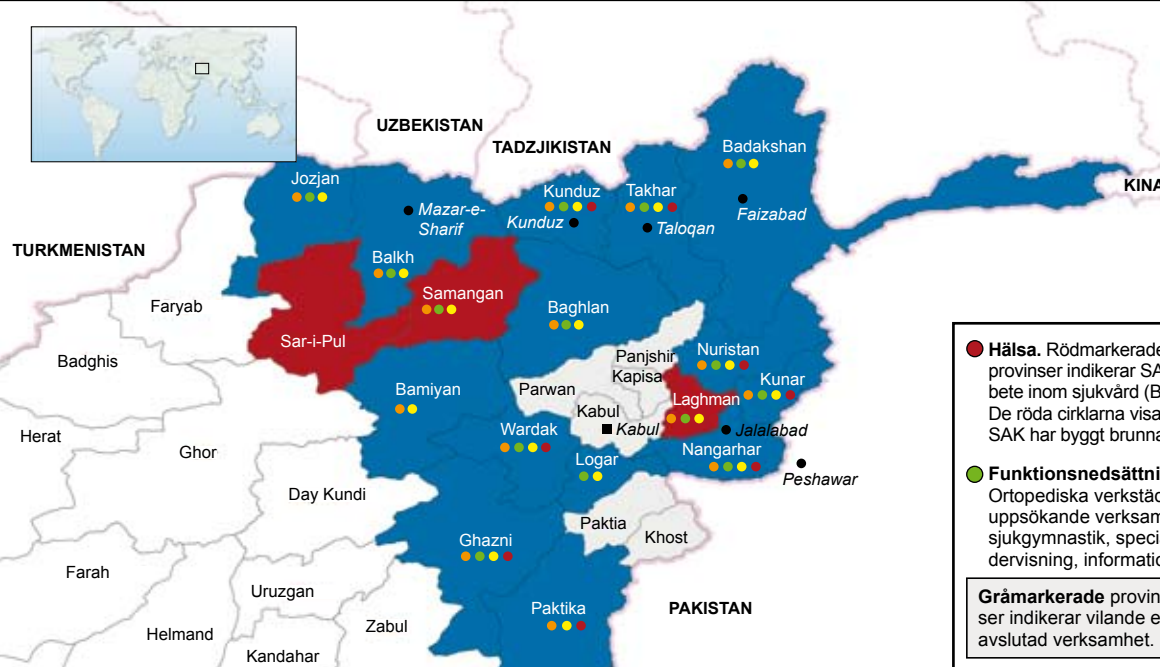 UZBEKISTAN
TADZJIKISTAN
Badakshan
KINA
Jozjan
Kunduz
Takhar
Mazar-e-
Sharif
Kunduz
Taloqan
Faizabad
TURKMENISTAN
Balkh
Faryab
Samangan
Baghlan
Sar-i-Pul
Badghis
Panjshir
Nuristan
Kapisa
Kunar
Bamiyan
Parwan
Laghman
Kabul
Kabul
Jalalabad
Herat
Wardak
Ghor
Logar
Nangarhar
Peshawar
Day Kundi
Paktia
Khost
Ghazni
Farah
Uruzgan
Paktika
PAKISTAN
Helmand
Zabul
Kandahar
Hälsa. Rödmarkerade
provinser indikerar SA
bete inom sjukvård (B
De röda cirklarna visa
SAK har byggt brunna
Funktionsnedsättni
Ortopediska verkstäd
uppsökande verksam
sjukgymnastik, specia
dervisning, informatio
Gråmarkerade provin
ser indikerar vilande e
avslutad verksamhet.